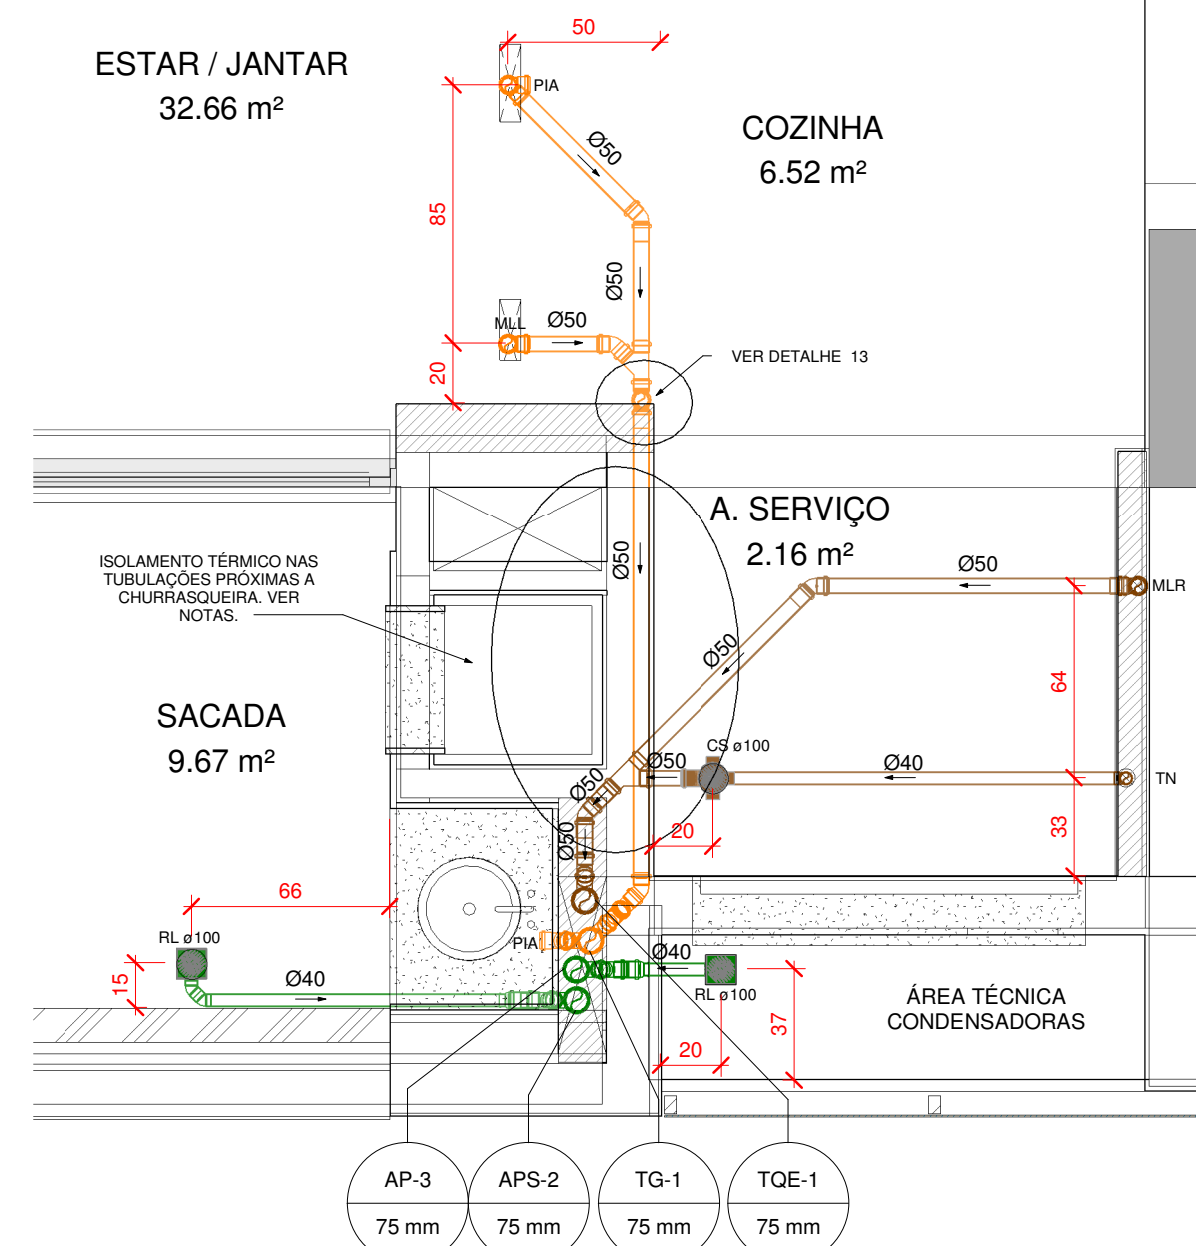 50
ESTAR / JANTAR
32.66 m²
PIA
COZINHA
6.52 m²
Ø50
85
Ø50
MLL
Ø50
20
VER DETALHE 13
A. SERVIÇO
2.16 m²
ISOLAMENTO TÉRMICO NAS
TUBULAÇÕES PRÓXIMAS A
CHURRASQUEIRA. VER
NOTAS.
Ø50
Ø50
MLR
Ø50
64
SACADA
9.67 m²
CS ø100
Ø50
Ø40
TN
Ø50
Ø50
20
33
66
RL ø100
PIA
Ø40
15
Ø40
RL ø100
ÁREA TÉCNICA
CONDENSADORAS
37
20
AP-3
75 mm
APS-2
75 mm
TG-1
75 mm
TQE-1
75 mm